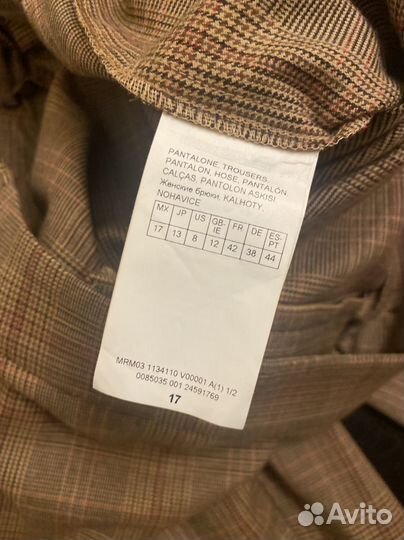 PANTALONE, TROUSERS,
PANTALON, HOSE, PANTALÓN
CALÇAS, PANTOLON ASKISI
Женские брюки, KALHOTY,
NOHAVICE
MX JP US GB-IE FR DE ES-PT
17 13 8 12 42 38 44
MRM03 1134110 V00001 A(1) 1/2
0085035 001 24591769
17
Avito